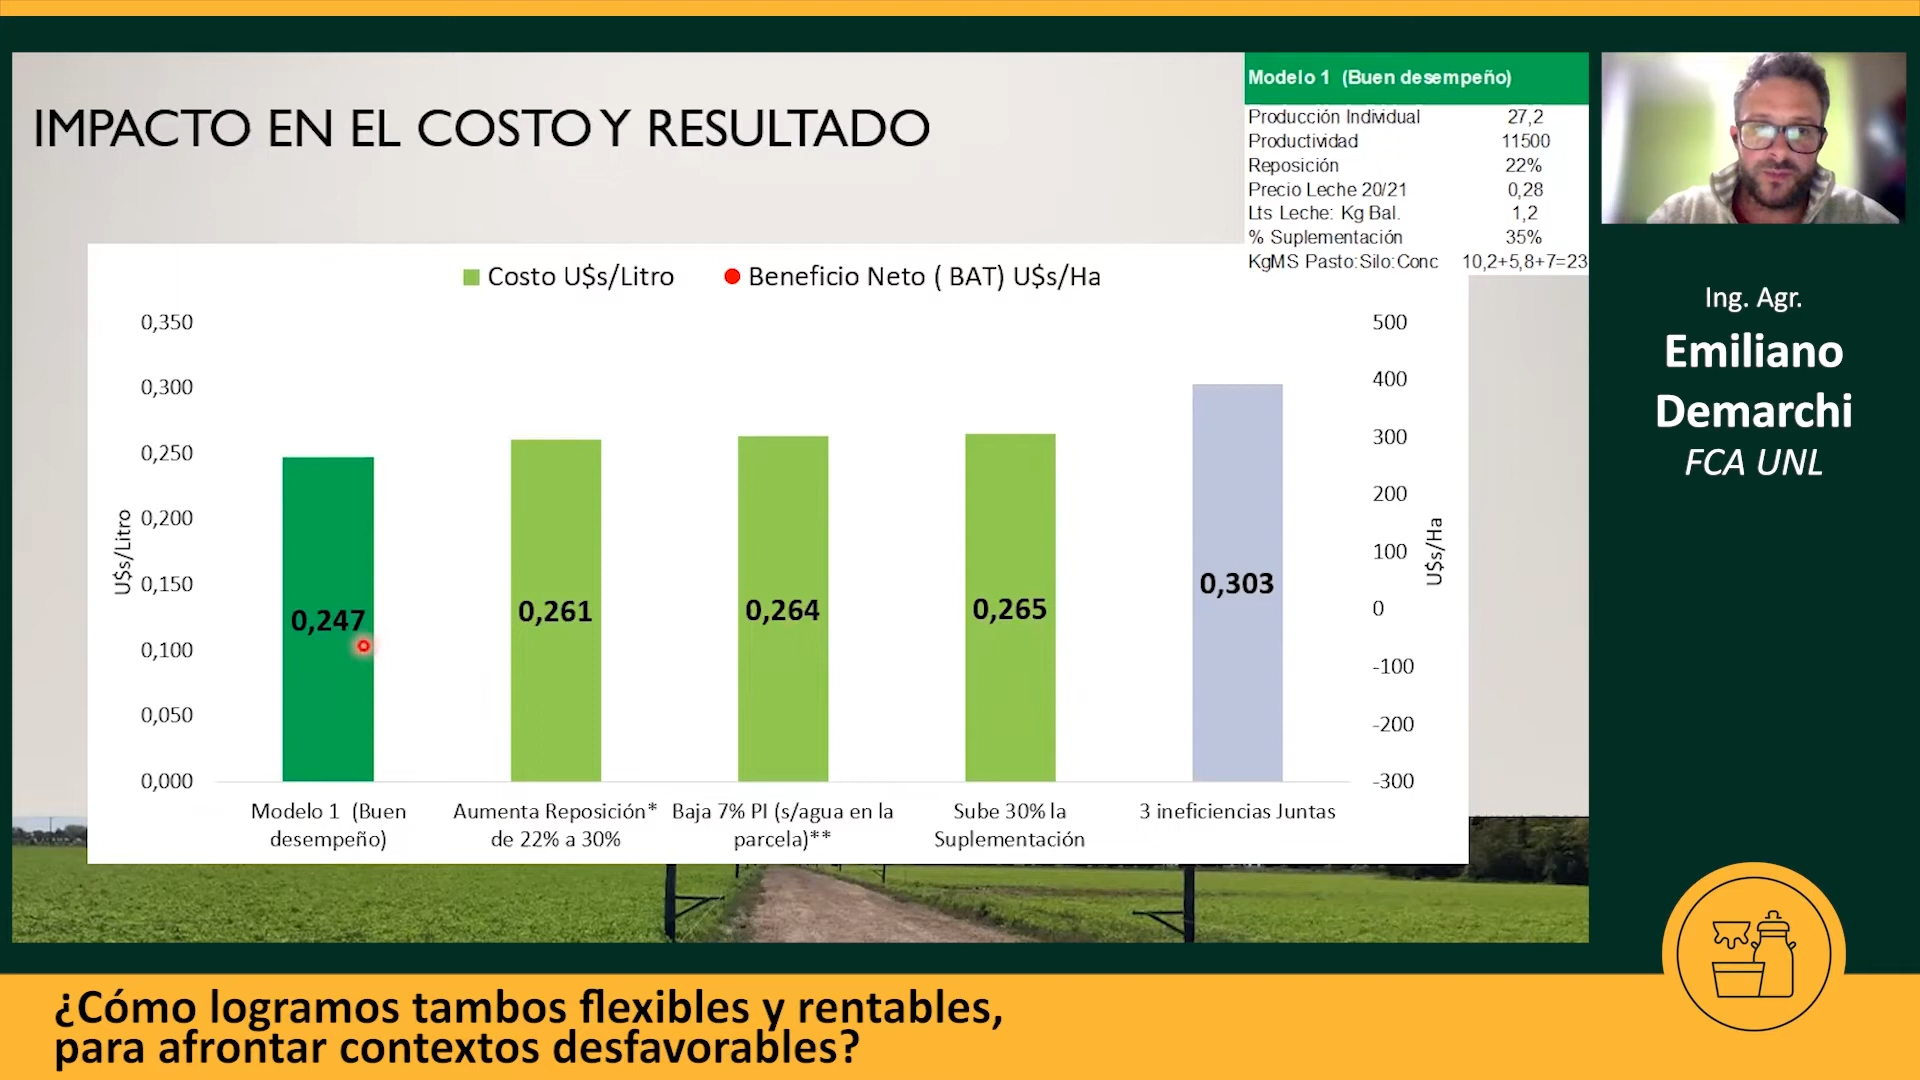 IMPACTO EN EL COSTO Y RESULTADO
Modelo 1 (Buen desempeño)
Producción Individual 27,2
Productividad 11500
Reposición 22%
Precio Leche 20/21 0,28
Lts Leche: Kg Bal. 1,2
% Suplementación 35%
KgMS Pasto:Silo:Conc 10,2+5,8+7=23
Costo U$s/Litro Beneficio Neto ( BAT) U$s/Ha
0,350
0,300
0,250
0,200
0,150
0,100
0,050
0,000
U$s/Litro
0,247
0,261
0,264
0,265
0,303
500
400
300
200
100
0
-100
-200
-300
U$s/Ha
Modelo 1 (Buen
desempeño)
Aumenta Reposición*
de 22% a 30%
Baja 7% PI (s/agua en la
parcela)**
Sube 30% la
Suplementación
3 ineficiencias Juntas
Ing. Agr.
Emiliano
Demarchi
FCA UNL
¿Cómo logramos tambos flexibles y rentables,
para afrontar contextos desfavorables?